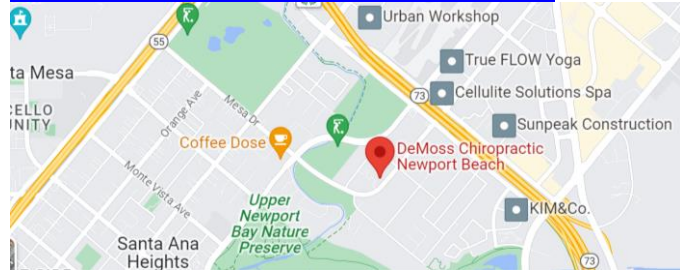 Urban Workshop
55
ta Mesa
True FLOW Yoga
73
Cellulite Solutions Spa
CELLO
UNITY
Orange Ave
Mesa Dr
Sunpeak Construction
Coffee Dose
DeMoss Chiropractic
Newport Beach
Monte Vista Ave
Upper
Newport
Bay Nature
Preserve
KIM&Co.
Santa Ana
Heights
73